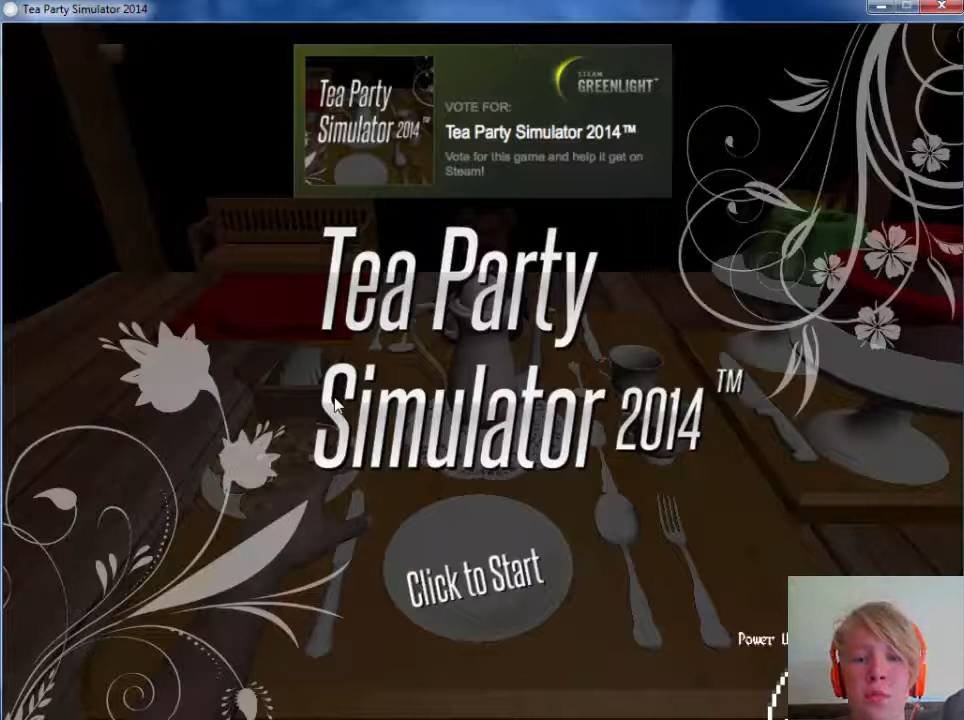 Tea Party Simulator 2014
Tea Party
Simulator 2014™
STEAM
GREENLIGHT
VOTE FOR:
Tea Party Simulator 2014™
Vote for this game and help it get on
Steam!
Tea Party
Simulator 2014™
Click to Start
Power U